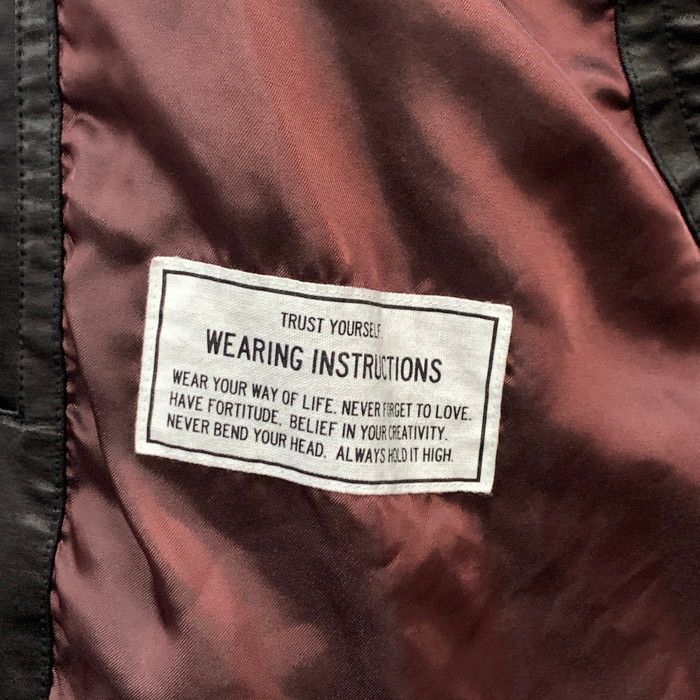 TRUST YOURSELF.
WEARING INSTRUCTIONS
WEAR YOUR WAY OF LIFE. NEVER FORGET TO LOVE.
HAVE FORTITUDE, BELIEF IN YOUR CREATIVITY.
NEVER BEND YOUR HEAD. ALWAYS HOLD IT HIGH.